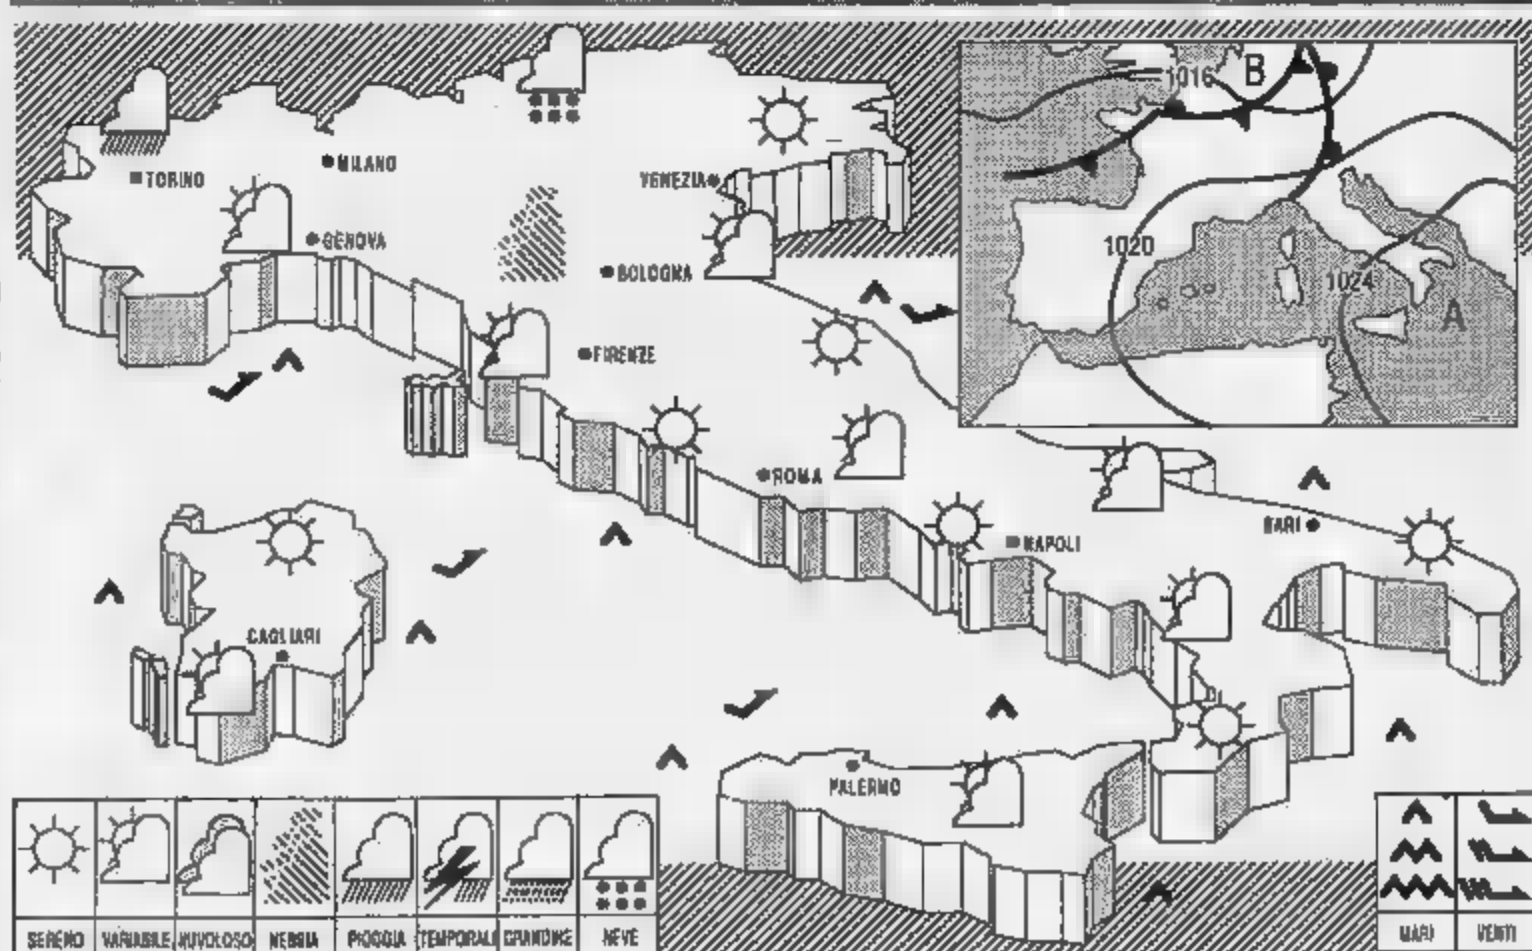 1016 B
TORINO
MILANO
VENEZIA
GENOVA
1020
BOLOGNA
1024
A
FIRENZE
ROMA
BARI
NAPOLI
CAGLIARI
PALERMO
SERENO VARIABILE NUVOLOSO NEBBIA PIOGGIA TEMPORALE GRANDINE NEVE
MARI VENTI